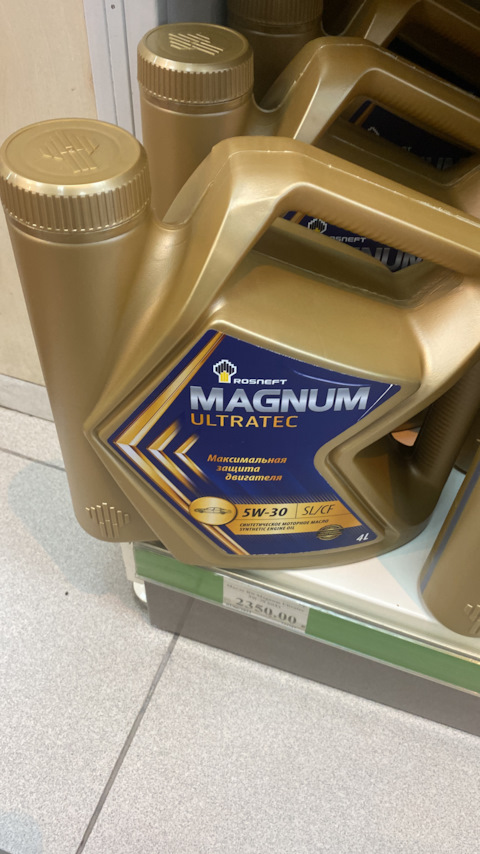 ROSNEFT
ROSNEFT
MAGNUM
ULTRATEC
Максимальная
защита
двигателя
5W-30 SL/CF
СИНТЕТИЧЕСКОЕ МОТОРНОЕ МАСЛО
SYNTHETIC ENGINE OIL
4L
2350.00